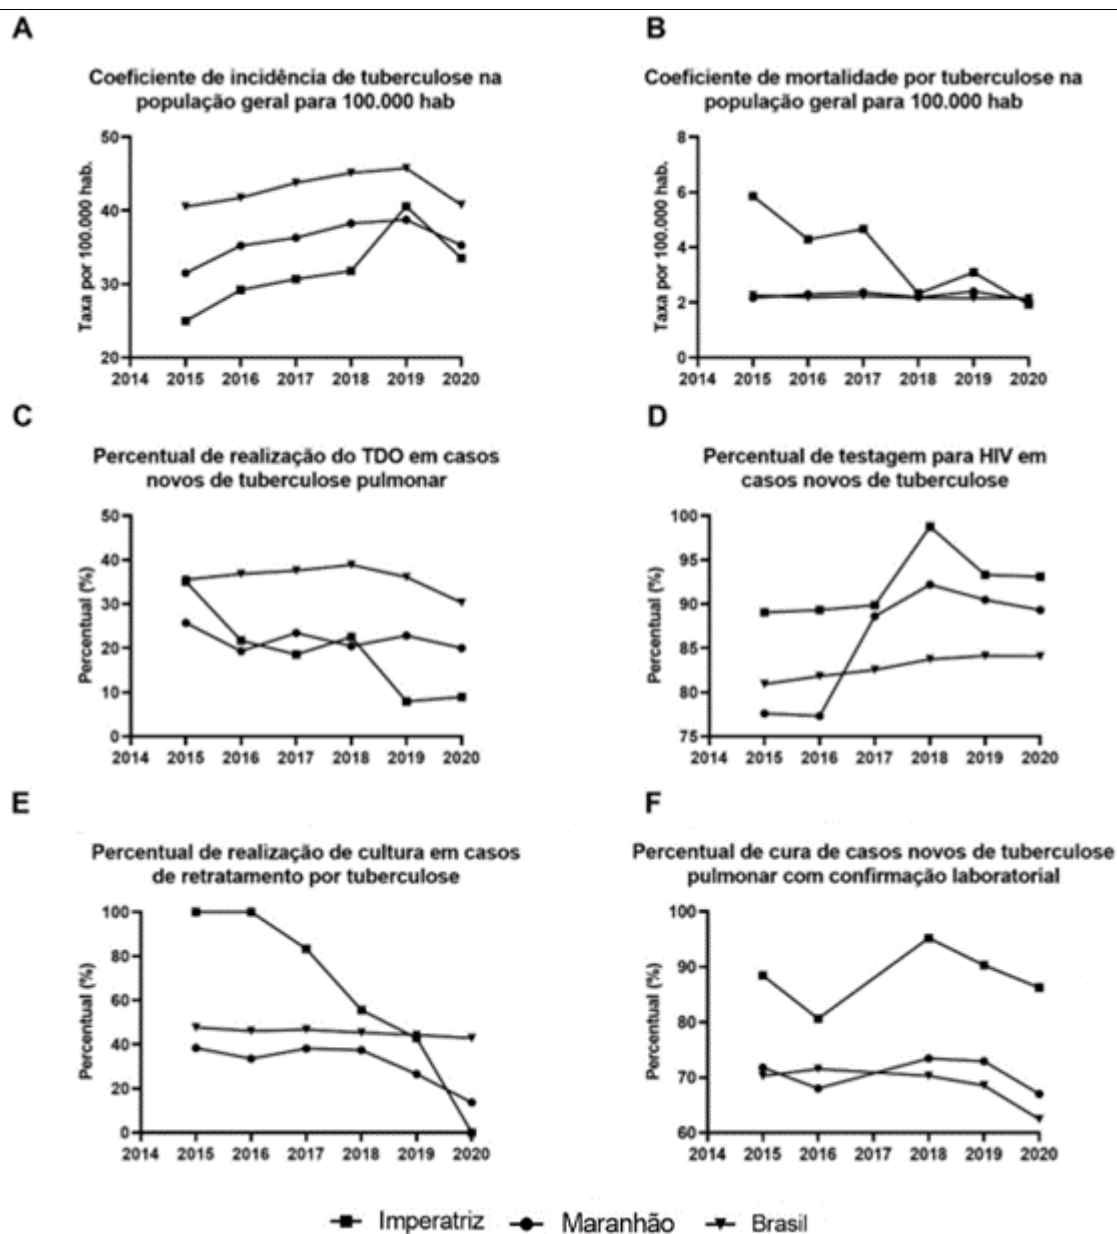 A
Coeficiente de incidência de tuberculose na
população geral para 100.000 hab
Taxa por 100.000 hab.
50
40
30
20
2014 2015 2016 2017 2018 2019 2020
B
Coeficiente de mortalidade por tuberculose na
população geral para 100.000 hab
Taxa por 100.000 hab.
8
6
4
2
0
2014 2015 2016 2017 2018 2019 2020
C
Percentual de realização do TDO em casos
novos de tuberculose pulmonar
Percentual (%)
50
40
30
20
10
0
2014 2015 2016 2017 2018 2019 2020
D
Percentual de testagem para HIV em
casos novos de tuberculose
Percentual (%)
100
95
90
85
80
75
2014 2015 2016 2017 2018 2019 2020
E
Percentual de realização de cultura em casos
de retratamento por tuberculose
Percentual (%)
100
80
60
40
20
0
2014 2015 2016 2017 2018 2019 2020
F
Percentual de cura de casos novos de tuberculose
pulmonar com confirmação laboratorial
Percentual (%)
100
90
80
70
60
2014 2015 2016 2017 2018 2019 2020
Imperatriz Maranhão Brasil